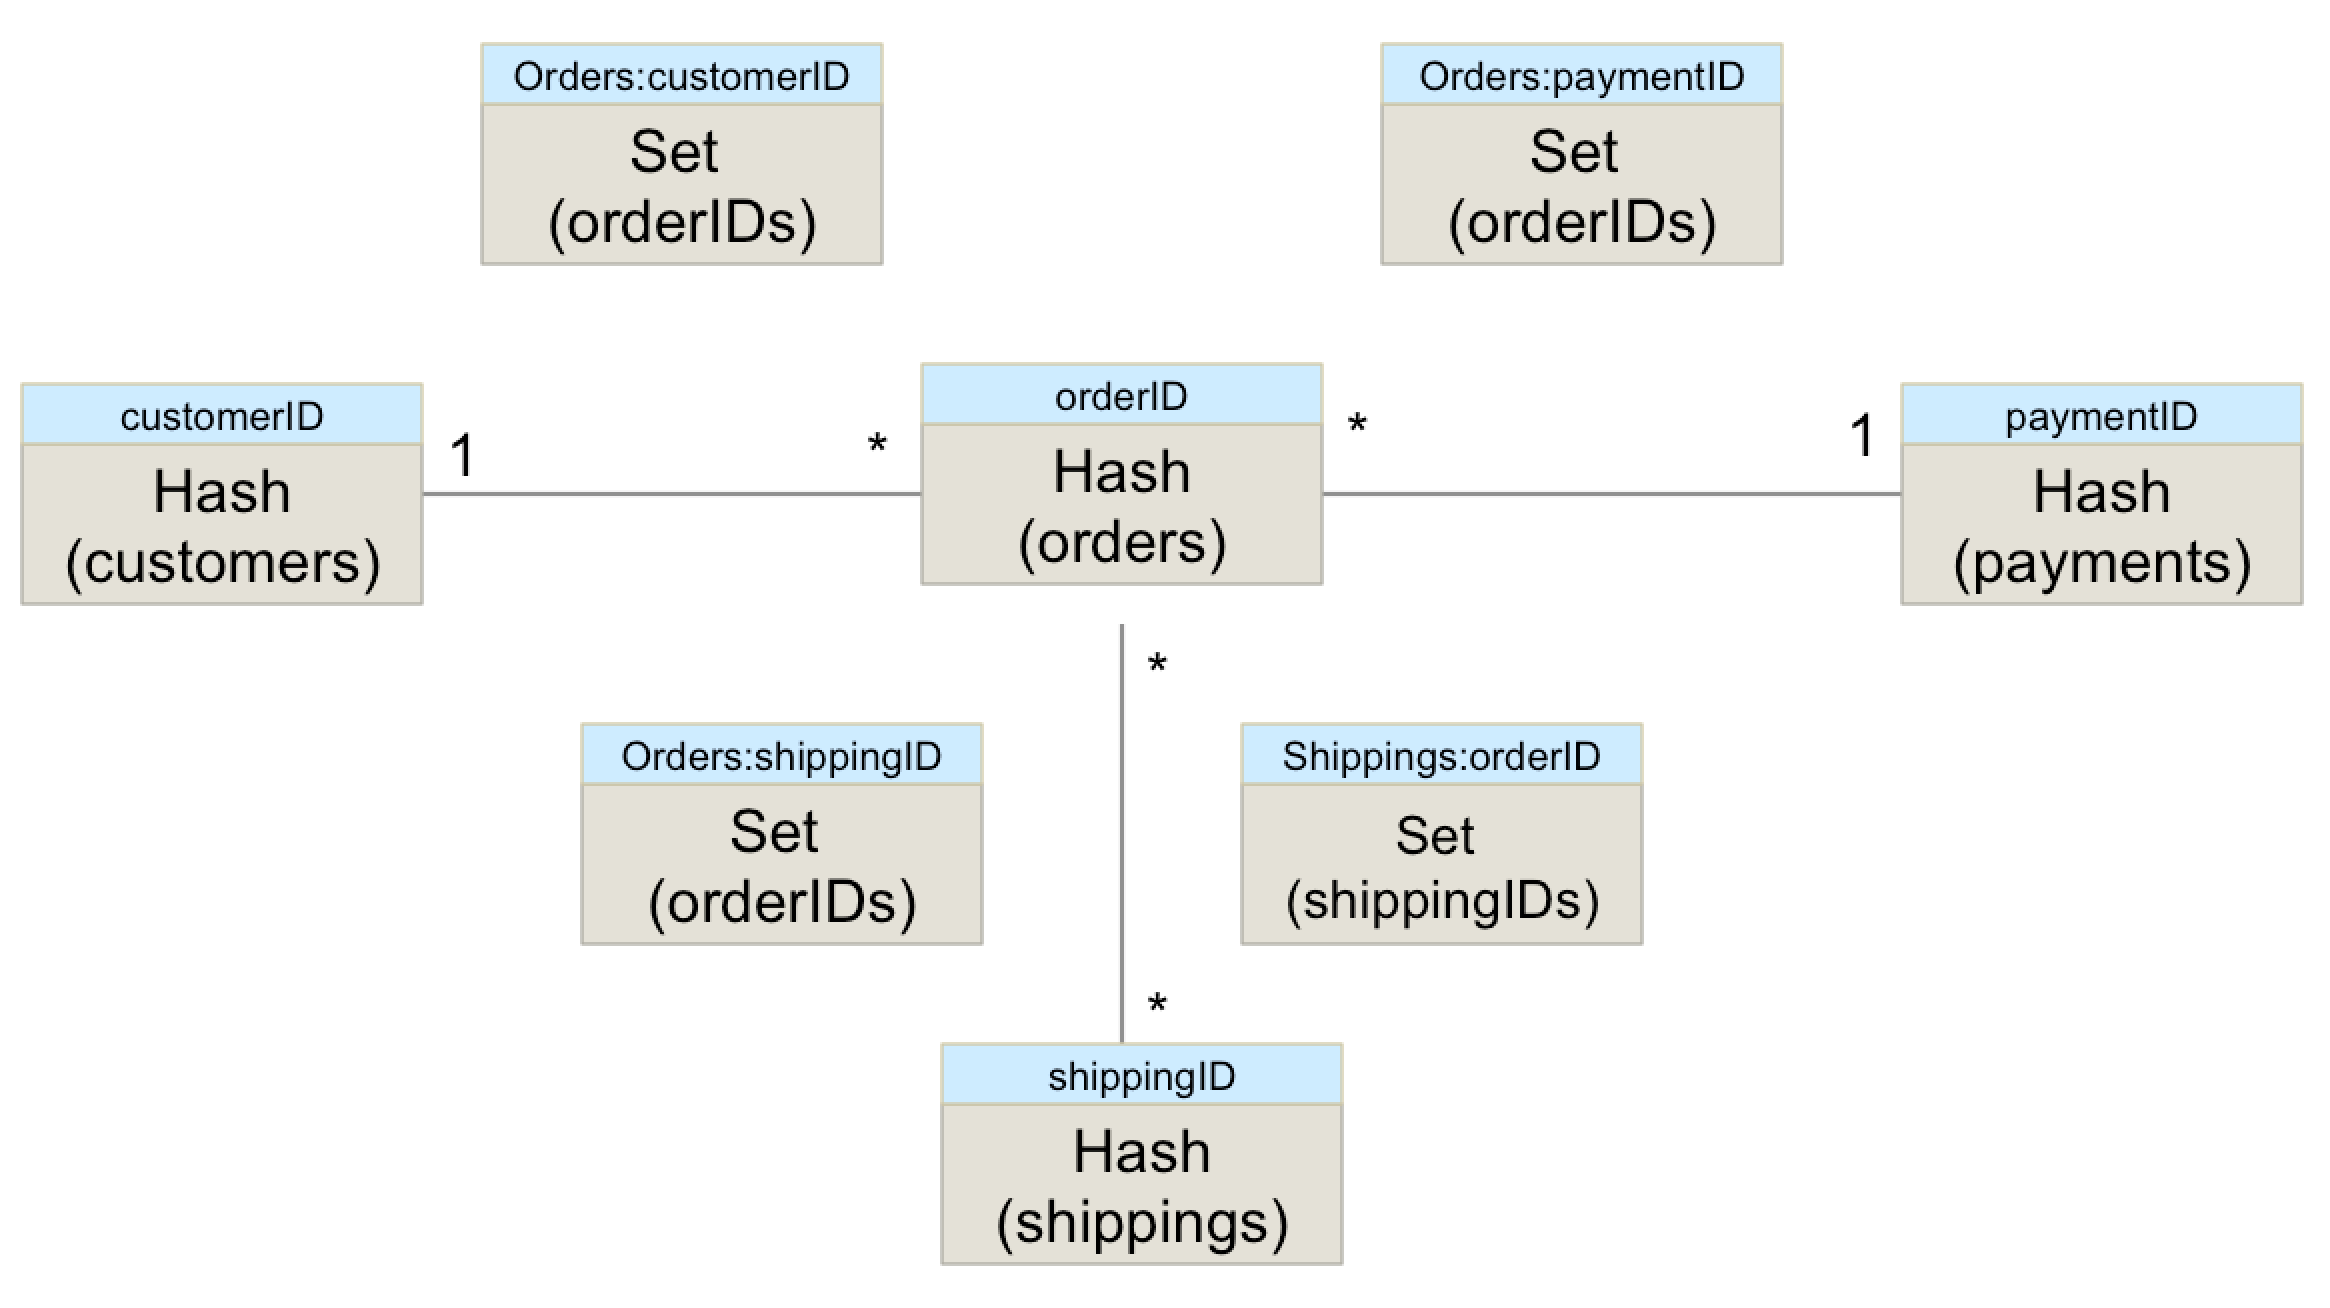 Orders:customerID
Set
(orderIDs)
Orders:paymentID
Set
(orderIDs)
customerID
Hash
(customers)
1
*
orderID
Hash
(orders)
*
1
paymentID
Hash
(payments)
*
Orders:shippingID
Set
(orderIDs)
Shippings:orderID
Set
(shippingIDs)
*
shippingID
Hash
(shippings)